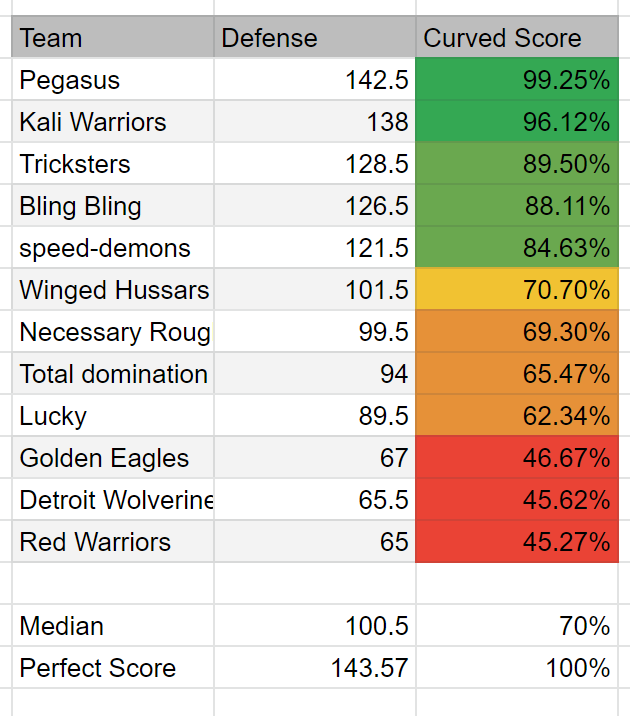 Team Defense Curved Score
Pegasus 142.5 99.25%
Kali Warriors 138 96.12%
Tricksters 128.5 89.50%
Bling Bling 126.5 88.11%
speed-demons 121.5 84.63%
Winged Hussars 101.5 70.70%
Necessary Roug 99.5 69.30%
Total domination 94 65.47%
Lucky 89.5 62.34%
Golden Eagles 67 46.67%
Detroit Wolverine 65.5 45.62%
Red Warriors 65 45.27%
Median 100.5 70%
Perfect Score 143.57 100%